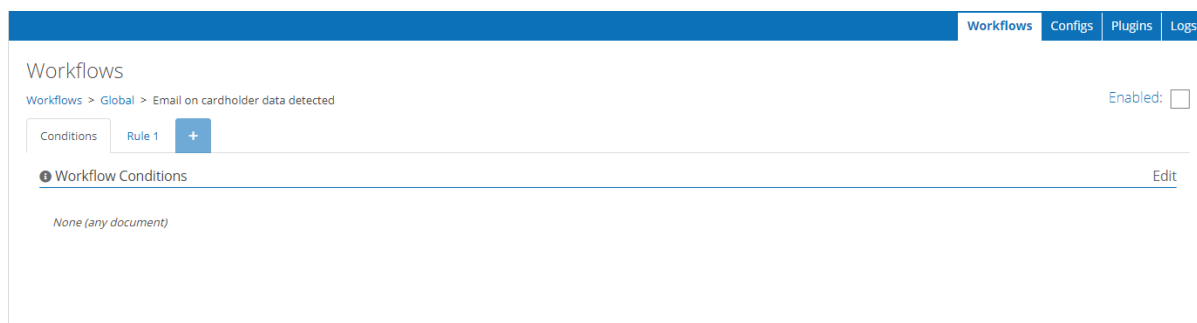 Workflows Configs Plugins Logs
Workflows
Workflows > Global > Email on cardholder data detected
Enabled:
Conditions Rule 1 +
Workflow Conditions Edit
None (any document)